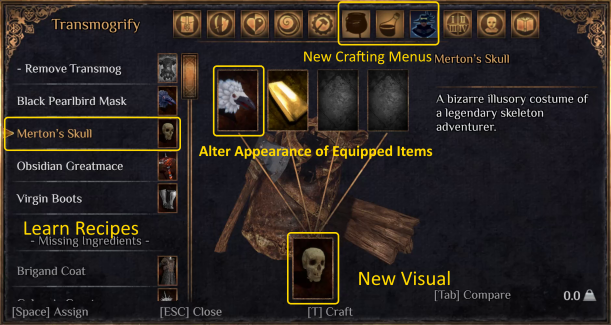 Transmogrify
New Crafting Menus
Merton's Skull
- Remove Transmog
Black Pearlbird Mask
Merton's Skull
Obsidian Greatmace
Virgin Boots
A bizarre illusory costume of
a legendary skeleton
adventurer.
Alter Appearance of Equipped Items
Learn Recipes
- Missing Ingredients -
Brigand Coat
New Visual
[Tab] Compare
0.0
[Space] Assign
[ESC] Close
[T] Craft